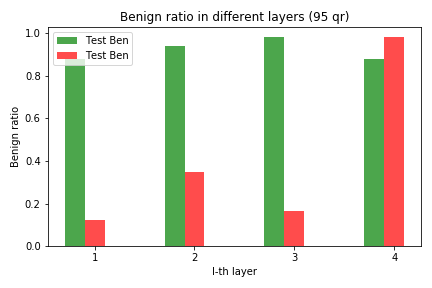 Benign ratio in different layers (95 qr)
Test Ben
Test Ben
Benign ratio
1.0
0.8
0.6
0.4
0.2
0.0
1 2 3 4
l-th layer